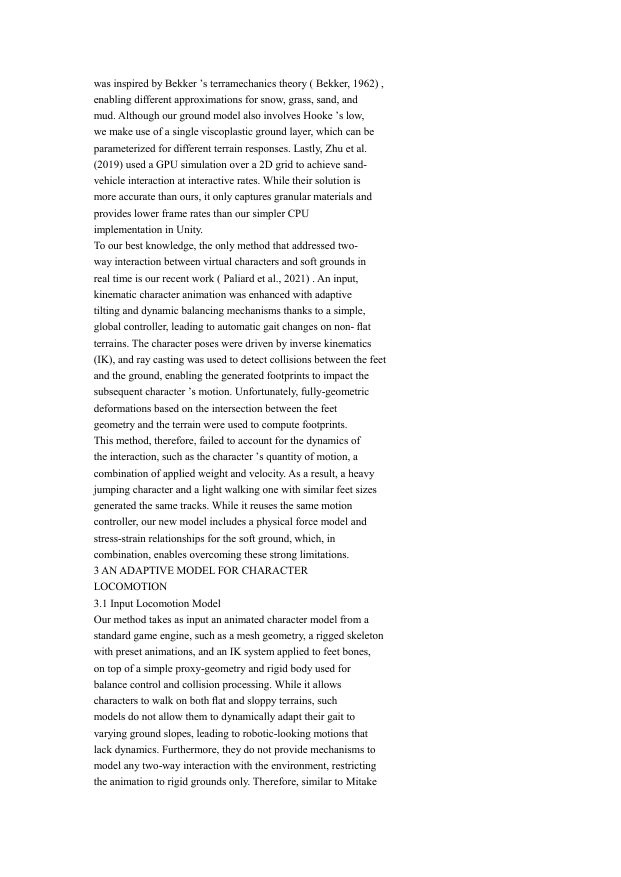 was inspired by Bekker ’s terramechanics theory ( Bekker, 1962) ,
enabling different approximations for snow, grass, sand, and
mud. Although our ground model also involves Hooke ’s low,
we make use of a single viscoplastic ground layer, which can be
parameterized for different terrain responses. Lastly, Zhu et al.
(2019) used a GPU simulation over a 2D grid to achieve sand-
vehicle interaction at interactive rates. While their solution is
more accurate than ours, it only captures granular materials and
provides lower frame rates than our simpler CPU
implementation in Unity.
To our best knowledge, the only method that addressed two-
way interaction between virtual characters and soft grounds in
real time is our recent work ( Paliard et al., 2021) . An input,
kinematic character animation was enhanced with adaptive
tilting and dynamic balancing mechanisms thanks to a simple,
global controller, leading to automatic gait changes on non- flat
terrains. The character poses were driven by inverse kinematics
(IK), and ray casting was used to detect collisions between the feet
and the ground, enabling the generated footprints to impact the
subsequent character ’s motion. Unfortunately, fully-geometric
deformations based on the intersection between the feet
geometry and the terrain were used to compute footprints.
This method, therefore, failed to account for the dynamics of
the interaction, such as the character ’s quantity of motion, a
combination of applied weight and velocity. As a result, a heavy
jumping character and a light walking one with similar feet sizes
generated the same tracks. While it reuses the same motion
controller, our new model includes a physical force model and
stress-strain relationships for the soft ground, which, in
combination, enables overcoming these strong limitations.
3 AN ADAPTIVE MODEL FOR CHARACTER
LOCOMOTION
3.1 Input Locomotion Model
Our method takes as input an animated character model from a
standard game engine, such as a mesh geometry, a rigged skeleton
with preset animations, and an IK system applied to feet bones,
on top of a simple proxy-geometry and rigid body used for
balance control and collision processing. While it allows
characters to walk on both flat and sloppy terrains, such
models do not allow them to dynamically adapt their gait to
varying ground slopes, leading to robotic-looking motions that
lack dynamics. Furthermore, they do not provide mechanisms to
model any two-way interaction with the environment, restricting
the animation to rigid grounds only. Therefore, similar to Mitake